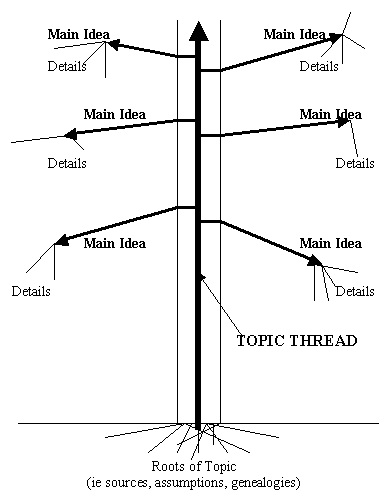 Main Idea
Main Idea
Details
Details
Main Idea
Main Idea
Details
Details
Main Idea
Main Idea
Details
Details
TOPIC THREAD
Roots of Topic
(ie sources, assumptions, genealogies)